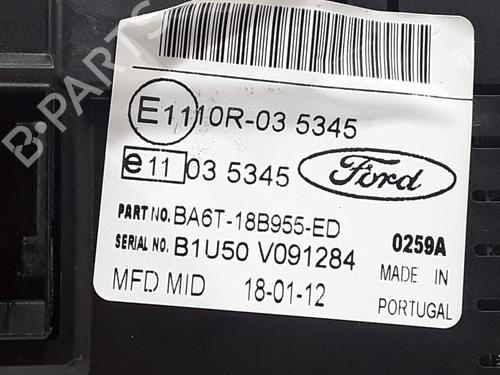 E11 10R-03 5345
e11 03 5345
Ford
PART NO. BA6T-18B955-ED
SERIAL NO. B1U50 V091284
0259A
MFD MID 18-01-12
MADE IN
PORTUGAL
B-PARTS